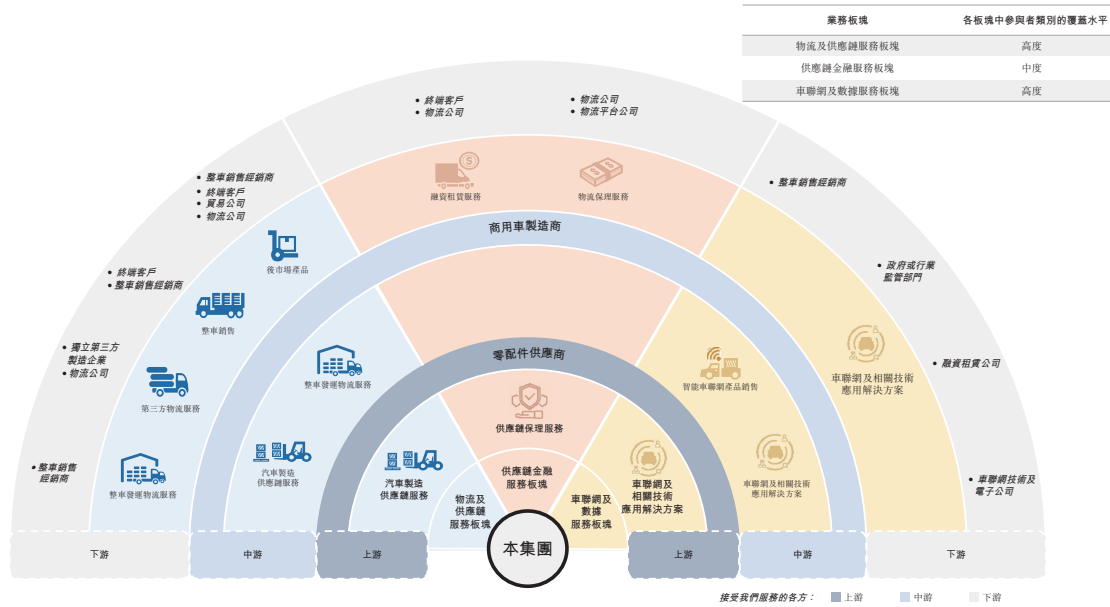 業務板塊 各板塊中參與者類別的覆蓋水平
物流及供應鏈服務板塊 高度
供應鏈金融服務板塊 中度
車聯網及數據服務板塊 高度
• 終端客戶
• 物流公司
• 物流公司
• 物流平台公司
融資租賃服務
物流保理服務
• 整車銷售經銷商
• 終端客戶
• 貿易公司
• 物流公司
• 整車銷售經銷商
商用車製造商
後市場產品
• 終端客戶
• 整車銷售經銷商
• 政府或行業
監管部門
整車銷售
• 獨立第三方
製造企業
• 物流公司
零配件供應商
• 融資租賃公司
整車發運物流服務
智能車聯網產品銷售
車聯網及相關技術
應用解決方案
第三方物流服務
供應鏈保理服務
• 整車銷售
經銷商
整車發運物流服務
汽車製造
供應鏈服務
汽車製造
供應鏈服務
物流及
供應鏈
服務板塊
供應鏈金融
服務板塊
車聯網及
數據
服務板塊
車聯網及
相關技術
應用解決方案
車聯網及相關技術
應用解決方案
• 車聯網技術及
電子公司
下游 中游 上游 本集團 上游 中游 下游
接受我們服務的各方： 上游 中游 下游